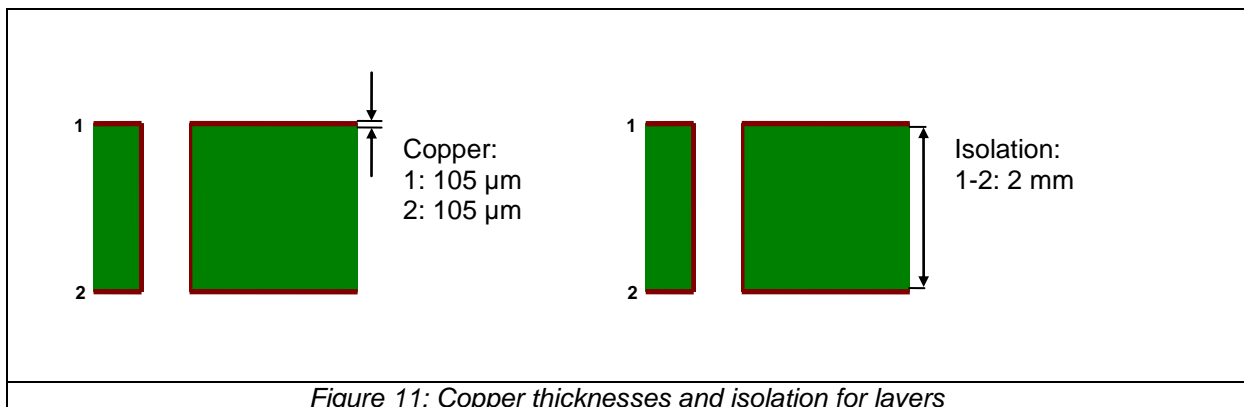 1
2
Copper:
1: 105 µm
2: 105 µm
1
2
Isolation:
1-2: 2 mm
Figure 11: Copper thicknesses and isolation for layers